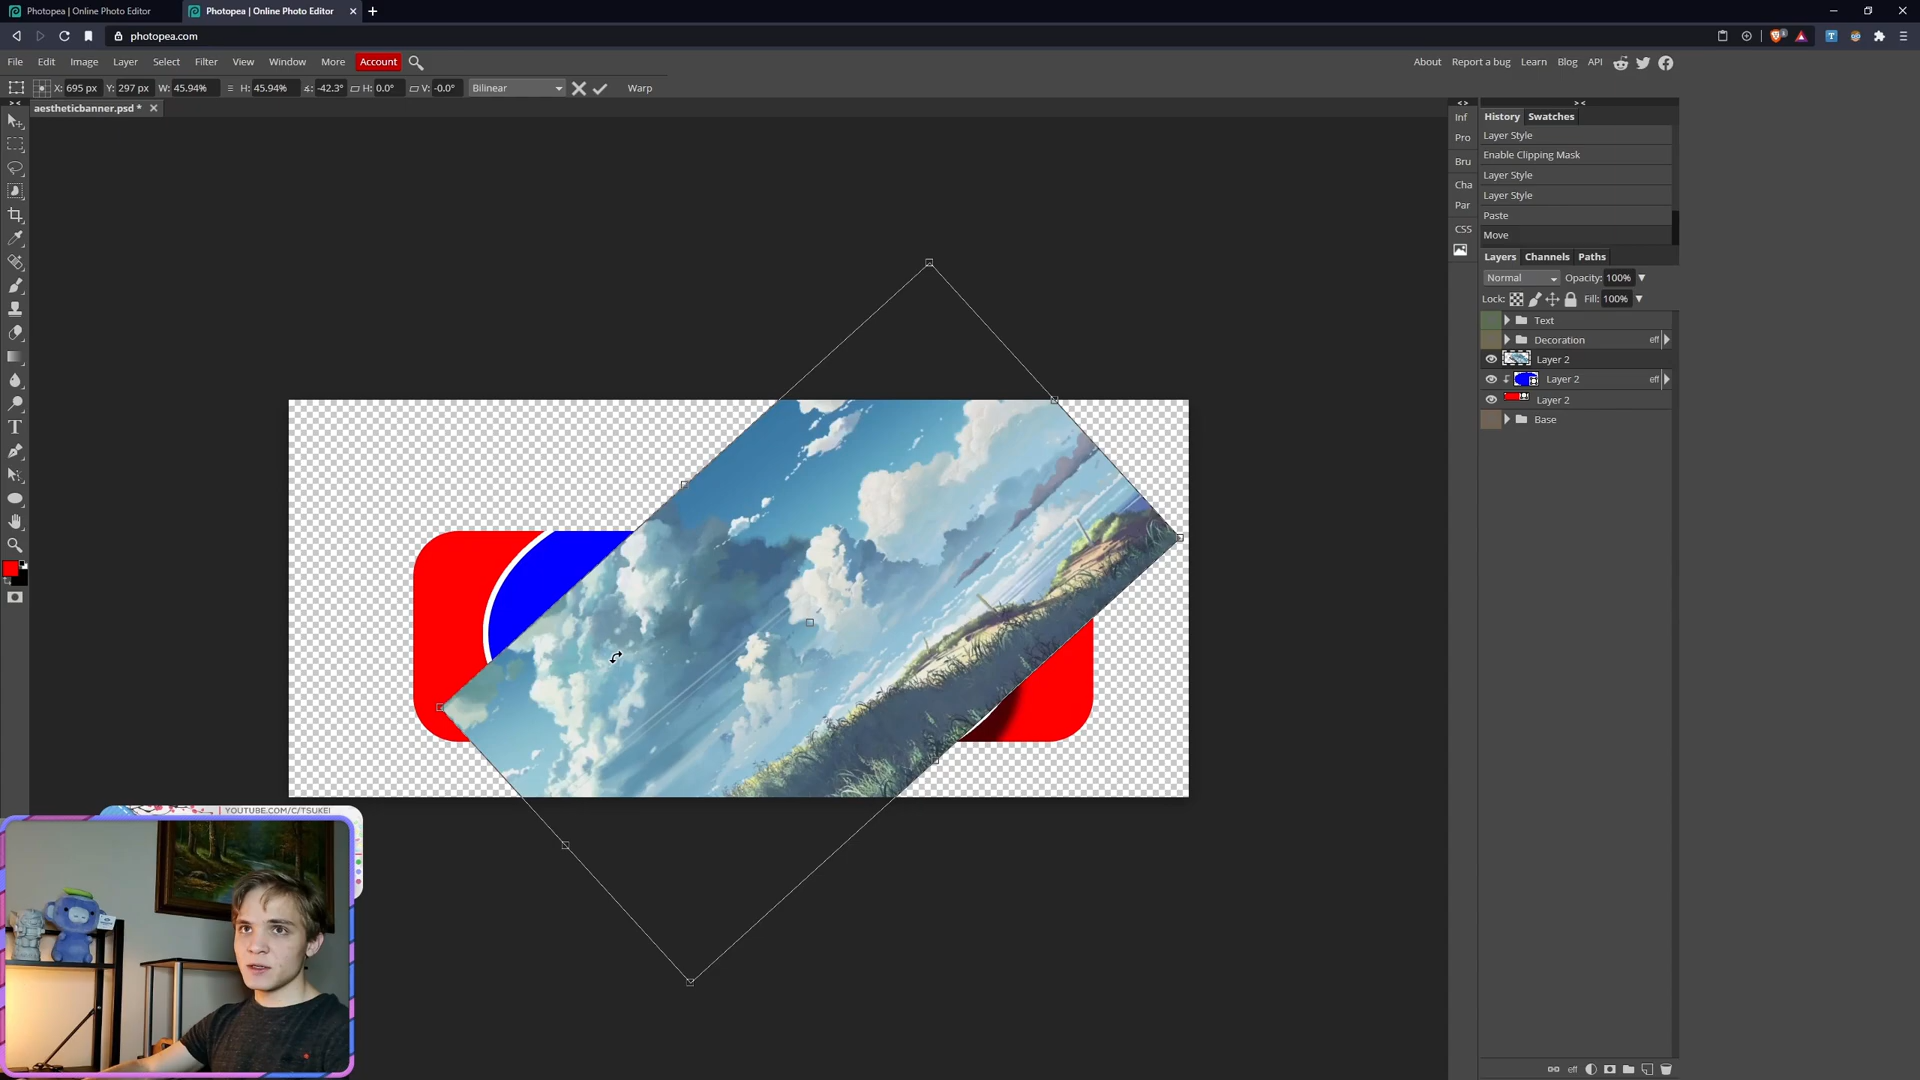 Photopea | Online Photo Editor
Photopea | Online Photo Editor
photopea.com
File Edit Image Layer Select Filter View Window More Account
About Report a bug Learn Blog API
X: 695 px Y: 297 px W: 45.94% H: 45.94% -42.3° H: 0.0° V: -0.0° Bilinear Warp
aestheticbanner.psd *
Inf
Pro
Bru
Cha
Par
CSS
History Swatches
Layer Style
Enable Clipping Mask
Layer Style
Layer Style
Paste
Move
Layers Channels Paths
Normal Opacity: 100%
Lock: Fill: 100%
Text
Decoration eff
Layer 2
Layer 2 eff
Layer 2
Base
YOUTUBE.COM/C/TSUKEI
eff